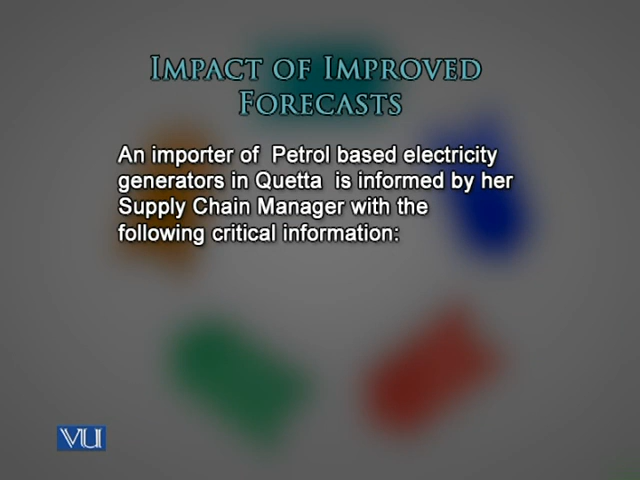 IMPACT OF IMPROVED
FORECASTS
An importer of Petrol based electricity
generators in Quetta is informed by her
Supply Chain Manager with the
following critical information:
VU